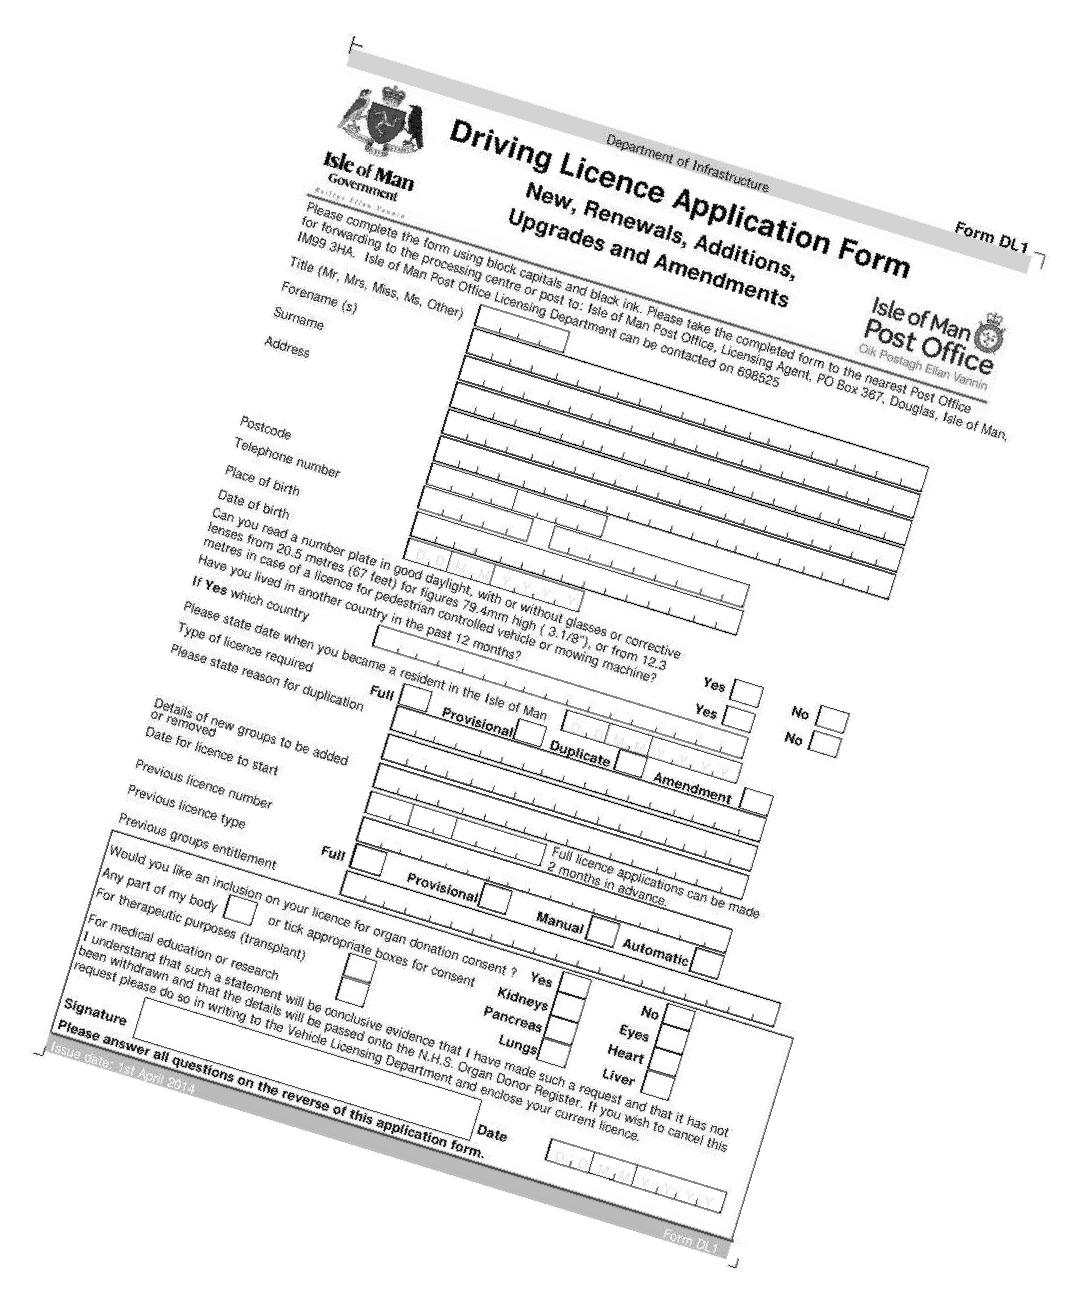 Department of Infrastructure
Form DL1
Isle of Man
Government
Reiltys Ellan Vannin
Driving Licence Application Form
New, Renewals, Additions,
Upgrades and Amendments
Isle of Man
Post Office
Oik Postagh Ellan Vannin
Please complete the form using block capitals and black ink. Please take the completed form to the nearest Post Office
for forwarding to the processing centre or post to: Isle of Man Post Office, Licensing Agent, PO Box 367, Douglas, Isle of Man,
IM99 3HA. Isle of Man Post Office Licensing Department can be contacted on 698525
Title (Mr, Mrs, Miss, Ms, Other)
Forename (s)
Surname
Address
Postcode
Telephone number
Place of birth
Date of birth
D D M M Y Y Y Y
Can you read a number plate in good daylight, with or without glasses or corrective
lenses from 20.5 metres (67 feet) for figures 79.4mm high ( 3.1/8"), or from 12.3
metres in case of a licence for pedestrian controlled vehicle or mowing machine?
Yes No
Have you lived in another country in the past 12 months?
Yes No
If Yes which country
Please state date when you became a resident in the Isle of Man
D D M M Y Y Y Y
Type of licence required
Full Provisional Duplicate Amendment
Please state reason for duplication
Details of new groups to be added
or removed
Date for licence to start
Full licence applications can be made
2 months in advance.
Previous licence number
Previous licence type
Full Provisional Manual Automatic
Previous groups entitlement
Would you like an inclusion on your licence for organ donation consent ? Yes No
Any part of my body or tick appropriate boxes for consent Kidneys Eyes
For therapeutic purposes (transplant) Pancreas Heart
For medical education or research Lungs Liver
I understand that such a statement will be conclusive evidence that I have made such a request and that it has not
been withdrawn and that the details will be passed onto the N.H.S. Organ Donor Register. If you wish to cancel this
request please do so in writing to the Vehicle Licensing Department and enclose your current licence.
Signature
Date
D D M M Y Y Y Y
Please answer all questions on the reverse of this application form.
Issue date: 1st April 2014
Form DL1